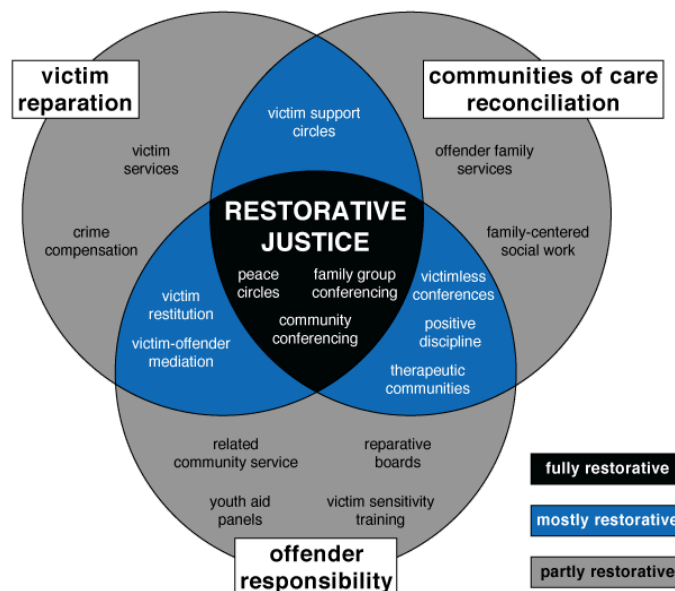 victim
reparation
communities of care
reconciliation
victim support
circles
victim
services
offender family
services
crime
compensation
family-centered
social work
RESTORATIVE
JUSTICE
peace
circles
family group
conferencing
community
conferencing
victim
restitution
victim-offender
mediation
victimless
conferences
positive
discipline
therapeutic
communities
related
community service
reparative
boards
youth aid
panels
victim sensitivity
training
offender
responsibility
fully restorative
mostly restorative
partly restorative